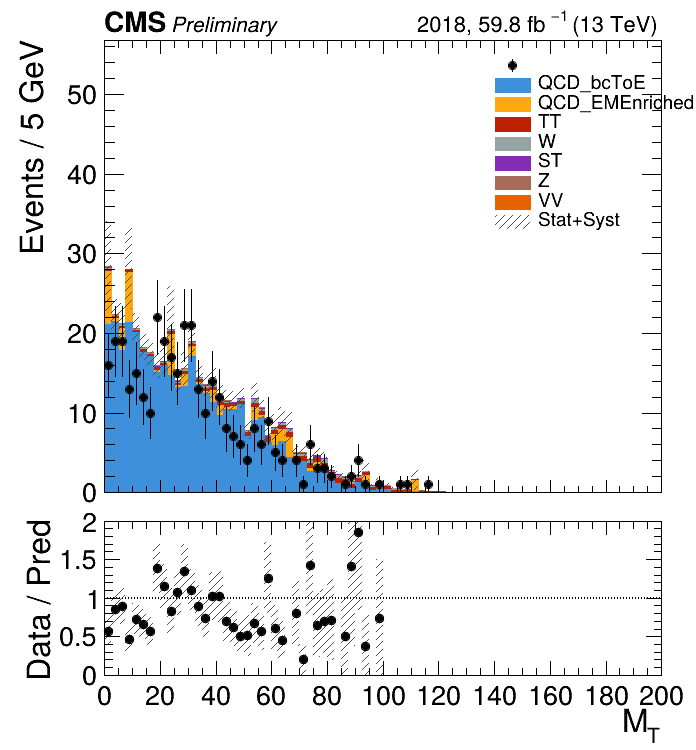 CMS Preliminary 2018, 59.8 fb⁻¹ (13 TeV)
Events / 5 GeV
50
40
30
20
10
0
QCD_bcToE
QCD_EMEnriched
TT
W
ST
Z
VV
Stat+Syst
Data / Pred
2
1.5
1
0.5
0
0 20 40 60 80 100 120 140 160 180 200
M_T